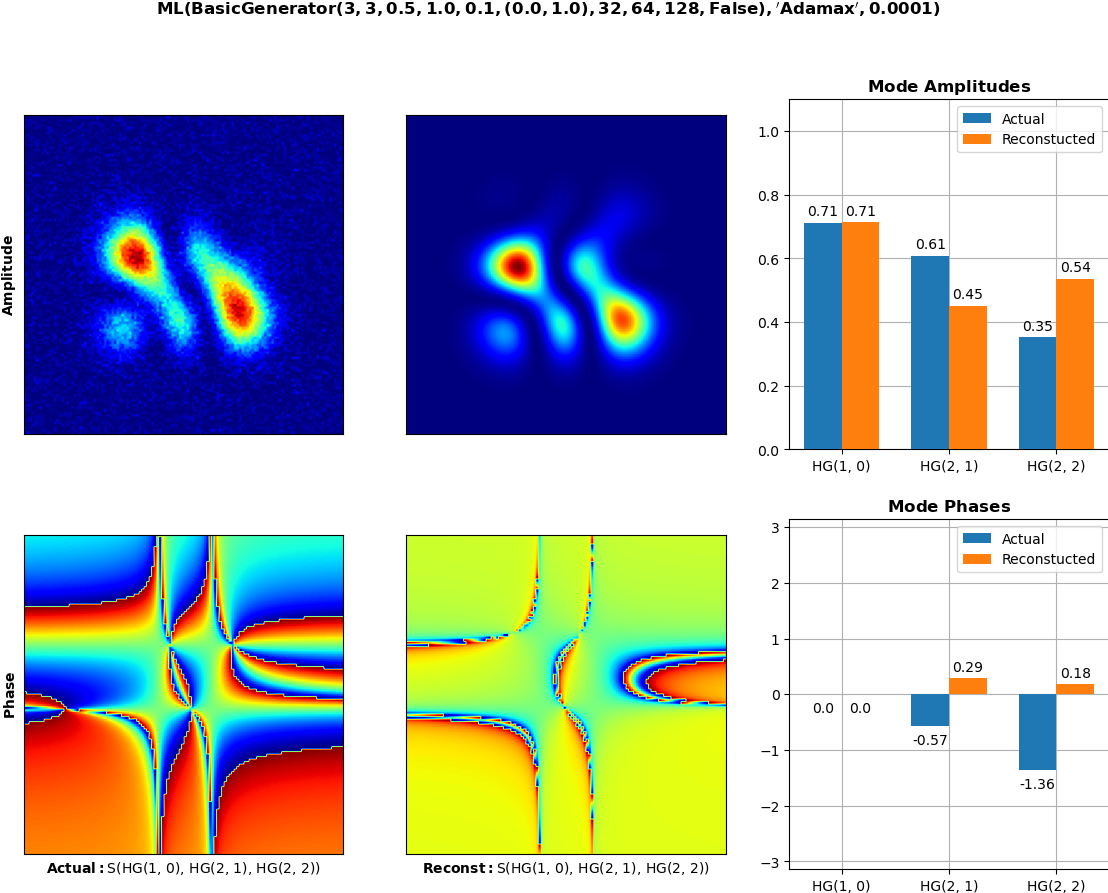 ML(BasicGenerator(3, 3, 0.5, 1.0, 0.1, (0.0, 1.0), 32, 64, 128, False), ′Adamax′, 0.0001)
Amplitude
Mode Amplitudes
Actual
Reconstucted
1.0
0.8
0.6
0.4
0.2
0.0
0.71 0.71
0.61
0.45
0.35
0.54
HG(1, 0) HG(2, 1) HG(2, 2)
Phase
Actual: S(HG(1, 0), HG(2, 1), HG(2, 2))
Reconst: S(HG(1, 0), HG(2, 1), HG(2, 2))
Mode Phases
Actual
Reconstucted
3
2
1
0
−1
−2
−3
0.0 0.0
-0.57
0.29
-1.36
0.18
HG(1, 0) HG(2, 1) HG(2, 2)